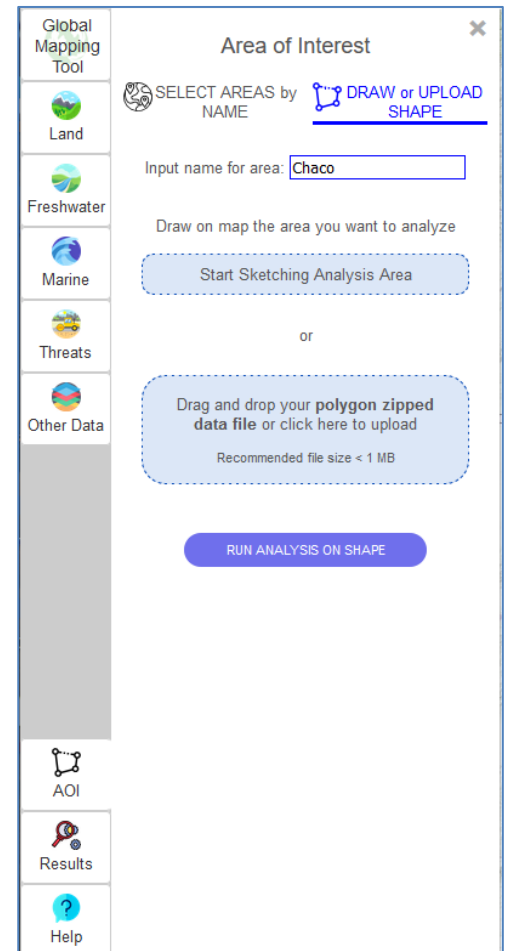 Global
Mapping
Tool
Land
Freshwater
Marine
Threats
Other Data
AOI
Results
?
Help
Area of Interest
×
SELECT AREAS by
NAME
DRAW or UPLOAD
SHAPE
Input name for area: Chaco
Draw on map the area you want to analyze
Start Sketching Analysis Area
or
Drag and drop your polygon zipped
data file or click here to upload
Recommended file size < 1 MB
RUN ANALYSIS ON SHAPE